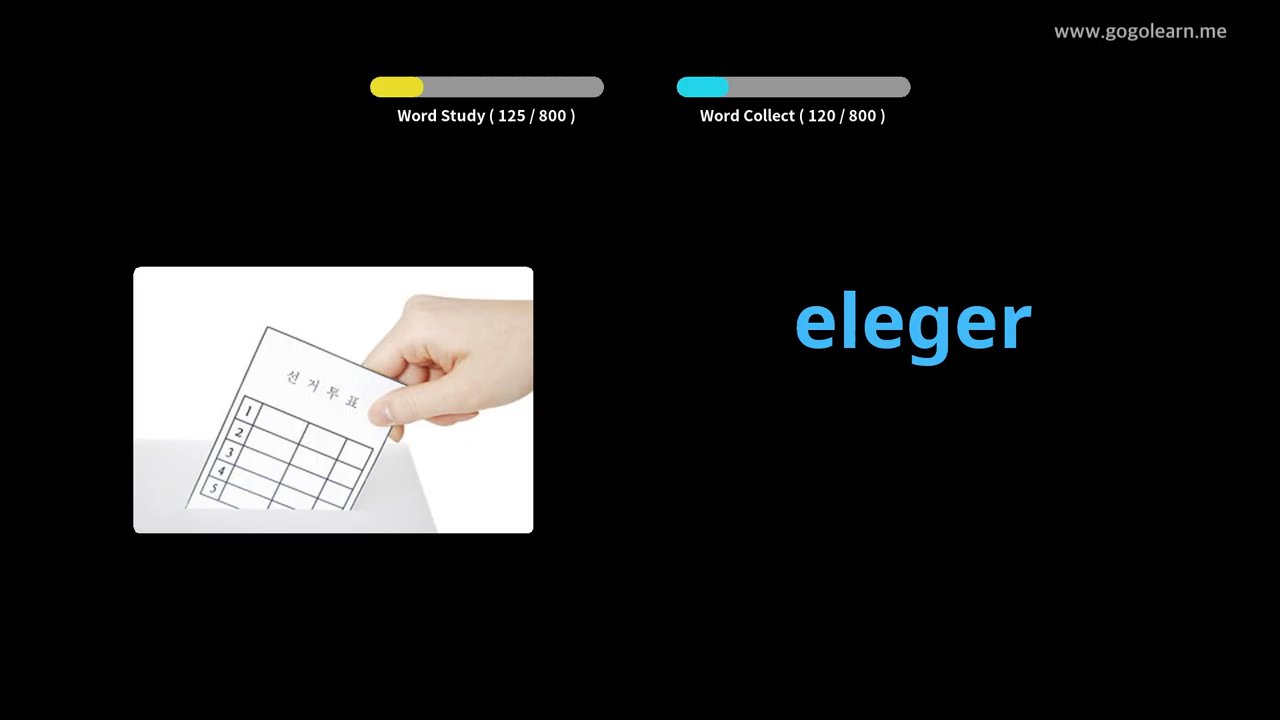 www.gogolearn.me
Word Study ( 125 / 800 )
Word Collect ( 120 / 800 )
선거투표
1
2
3
4
5
eleger